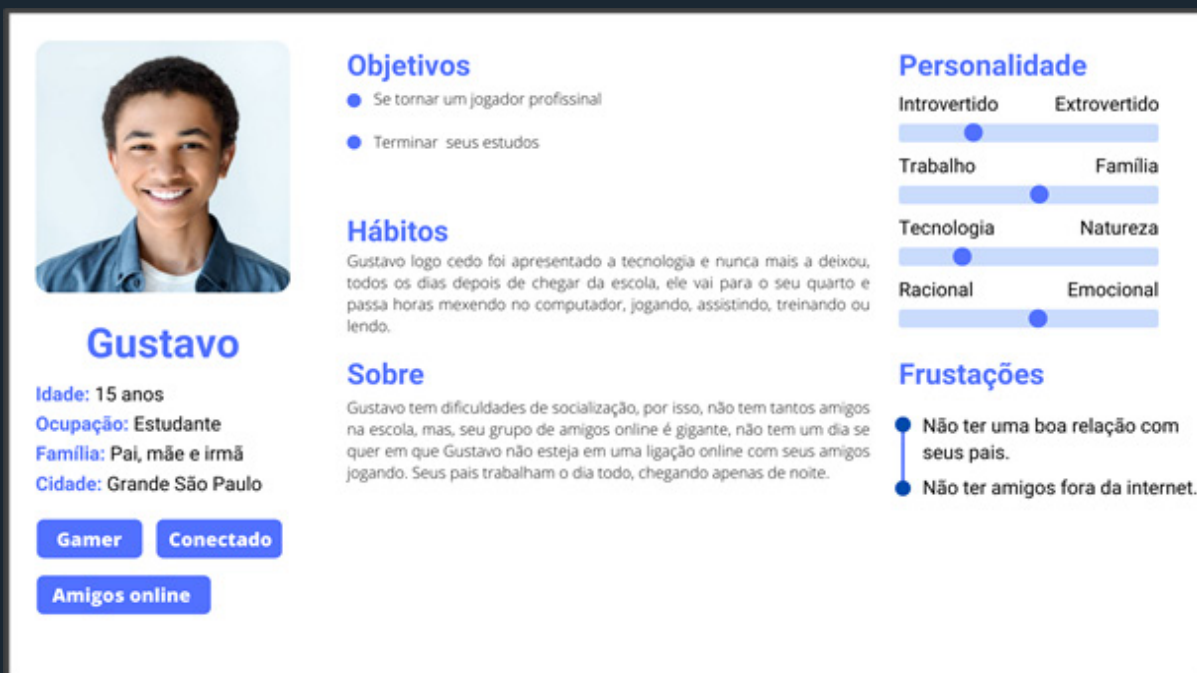 Gustavo
Idade: 15 anos
Ocupação: Estudante
Família: Pai, mãe e irmã
Cidade: Grande São Paulo
Gamer
Conectado
Amigos online
Objetivos
Se tornar um jogador profissinal
Terminar seus estudos
Hábitos
Gustavo logo cedo foi apresentado a tecnologia e nunca mais a deixou,
todos os dias depois de chegar da escola, ele vai para o seu quarto e
passa horas mexendo no computador, jogando, assistindo, treinando ou
lendo.
Sobre
Gustavo tem dificuldades de socialização, por isso, não tem tantos amigos
na escola, mas, seu grupo de amigos online é gigante, não tem um dia se
quer em que Gustavo não esteja em uma ligação online com seus amigos
jogando. Seus pais trabalham o dia todo, chegando apenas de noite.
Personalidade
Introvertido Extrovertido
Trabalho Família
Tecnologia Natureza
Racional Emocional
Frustações
Não ter uma boa relação com
seus pais.
Não ter amigos fora da internet.